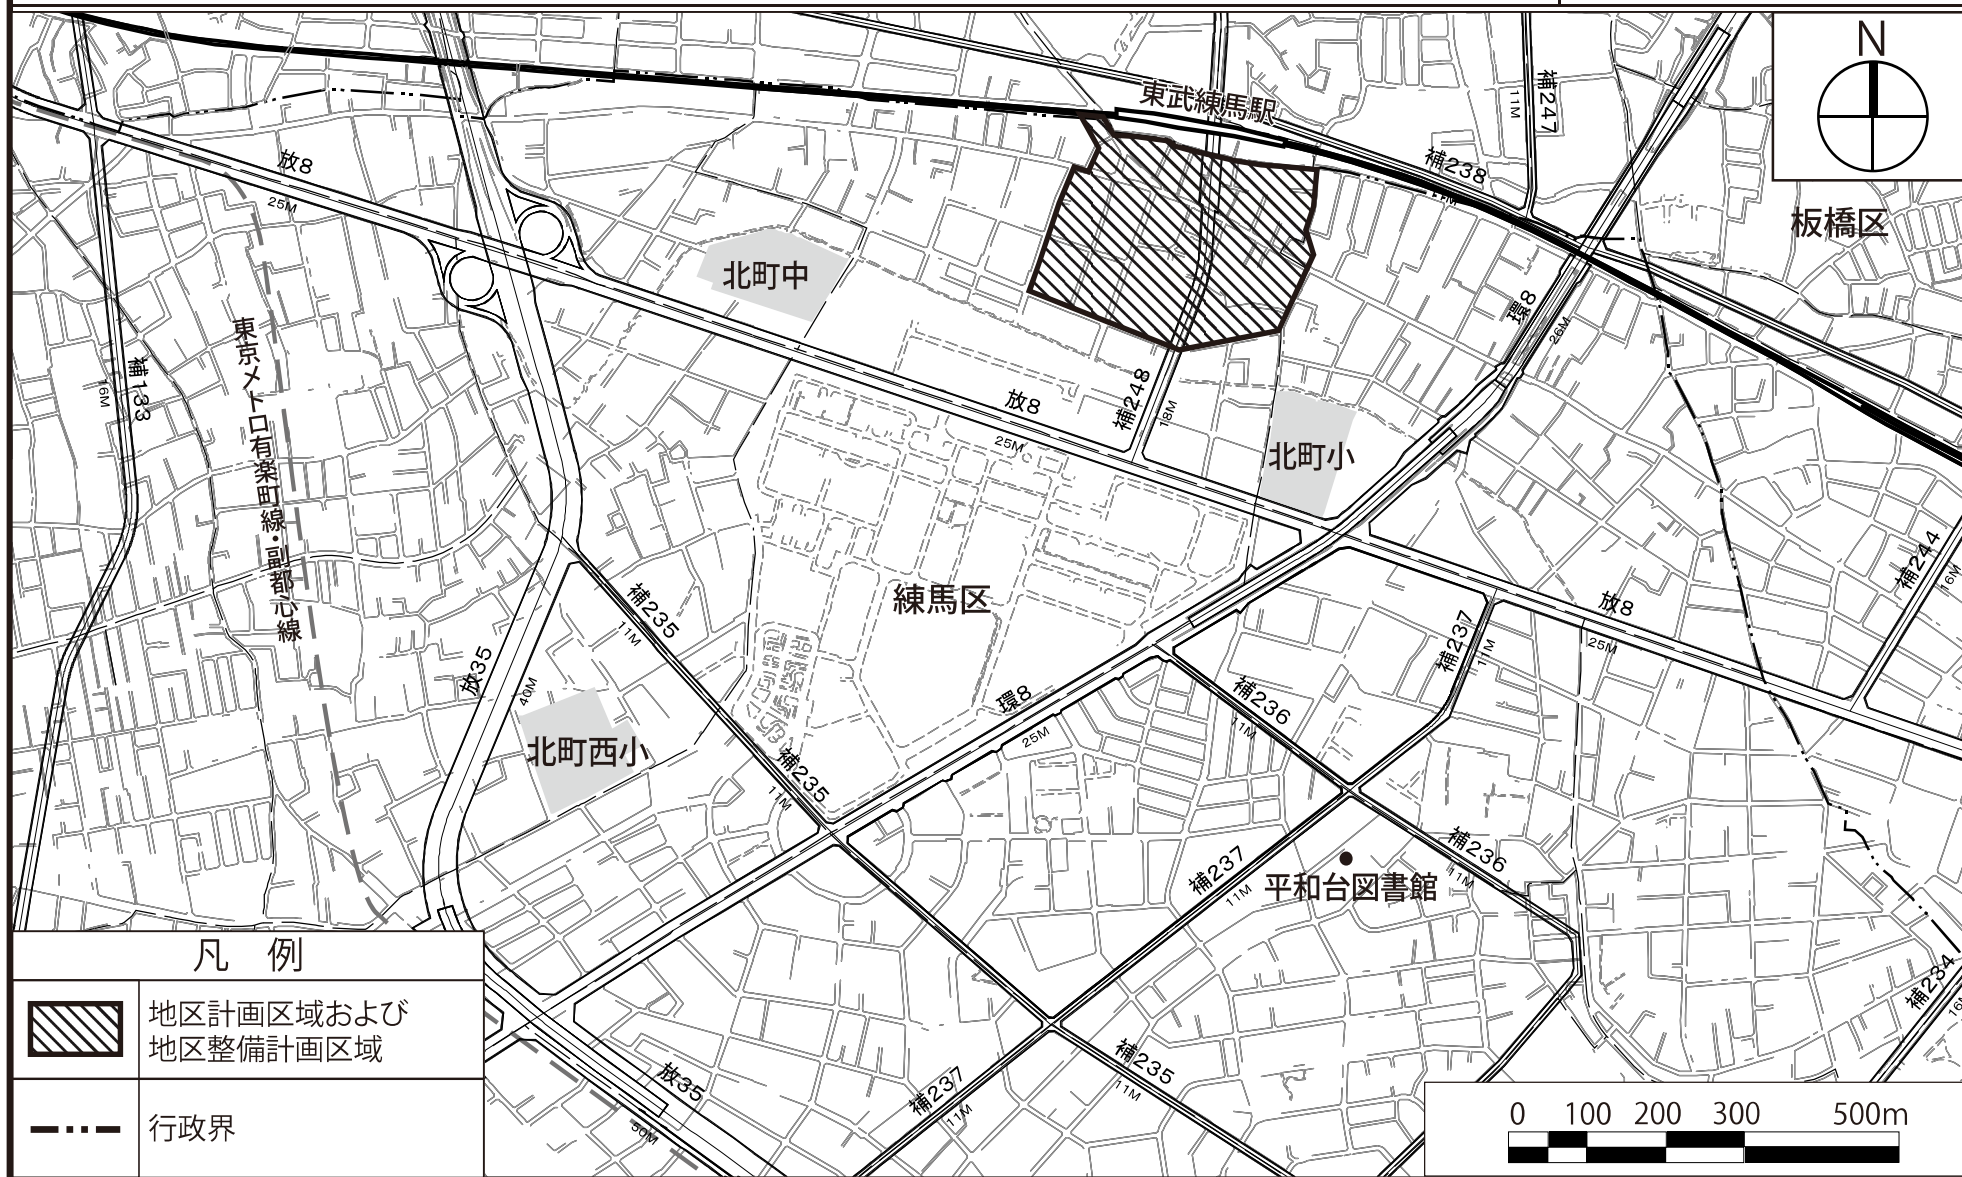 N
東武練馬駅
補247
11M
補238
11M
板橋区
放8
25M
北町中
環8
26M
東京メトロ有楽町線・副都心線
補133
16M
放8
25M
補248
18M
北町小
練馬区
補235
11M
放35
40M
北町西小
環8
25M
補235
11M
補236
11M
補237
11M
放8
25M
補244
16M
補237
11M
平和台図書館
補236
11M
補234
16M
放35
50M
補237
11M
補235
11M
凡 例
地区計画区域および
地区整備計画区域
行政界
0 100 200 300 500m